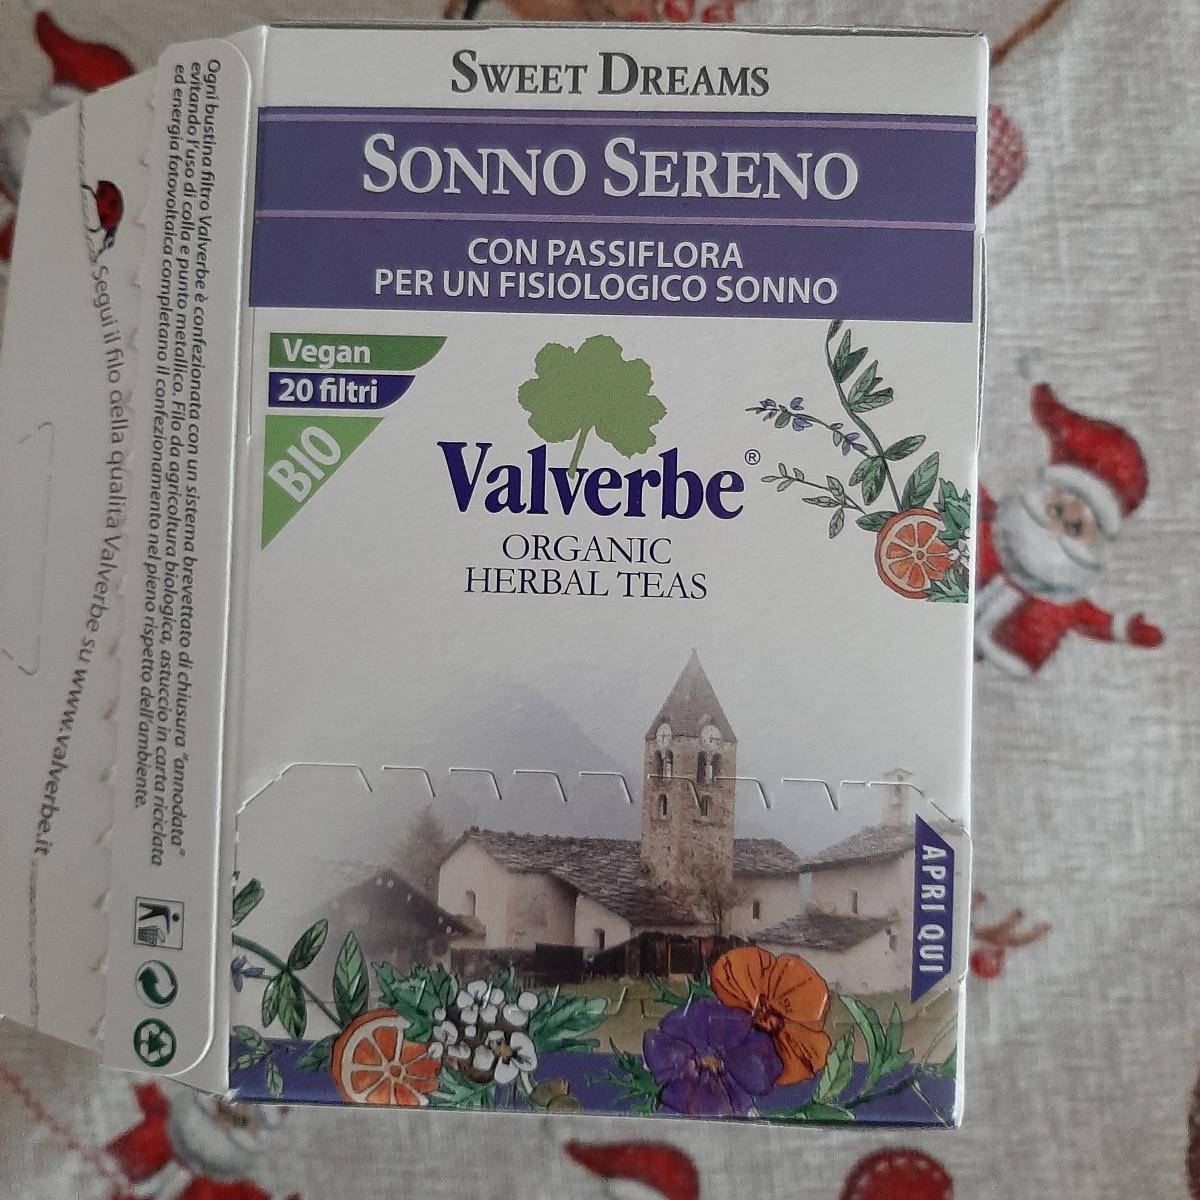 SWEET DREAMS
SONNO SERENO
CON PASSIFLORA
PER UN FISIOLOGICO SONNO
Vegan
20 filtri
BIO
Valverbe®
ORGANIC
HERBAL TEAS
APRI QUI
Ogni bustina filtro Valverbe è confezionata con un sistema brevettato di chiusura "annodata"
evitando l'uso di colla e punto metallico. Filo da agricoltura biologica, astuccio in carta riciclata
ed energia fotovoltaica completano il confezionamento nel pieno rispetto dell'ambiente.
Segui il filo della qualità Valverbe su www.valverbe.it